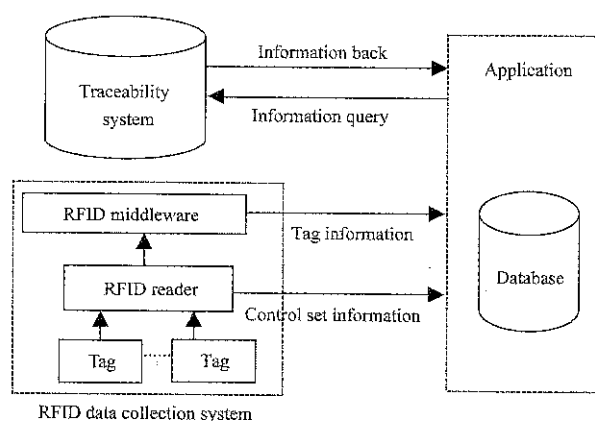 Information back
Application
Traceability
system
Information query
RFID middleware
Tag information
Database
RFID reader
Control set information
Tag
Tag
RFID data collection system